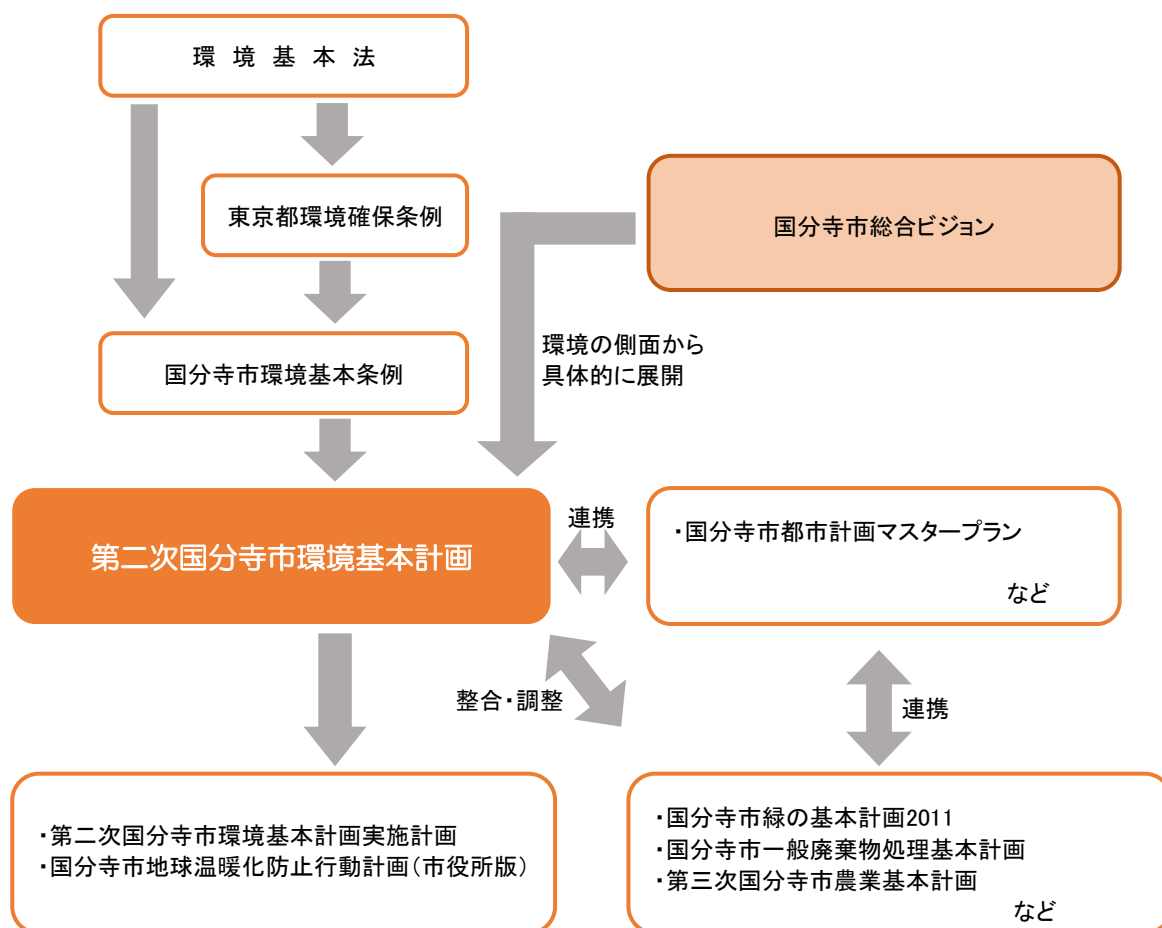 環境基本法
東京都環境確保条例
国分寺市総合ビジョン
環境の側面から
具体的に展開
国分寺市環境基本条例
第二次国分寺市環境基本計画
連携
・国分寺市都市計画マスタープラン
など
整合・調整
連携
・第二次国分寺市環境基本計画実施計画
・国分寺市地球温暖化防止行動計画（市役所版）
・国分寺市緑の基本計画2011
・国分寺市一般廃棄物処理基本計画
・第三次国分寺市農業基本計画
など